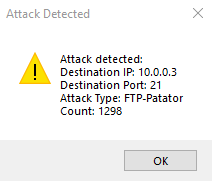 Attack Detected
Attack detected:
Destination IP: 10.0.0.3
Destination Port: 21
Attack Type: FTP-Patator
Count: 1298
OK